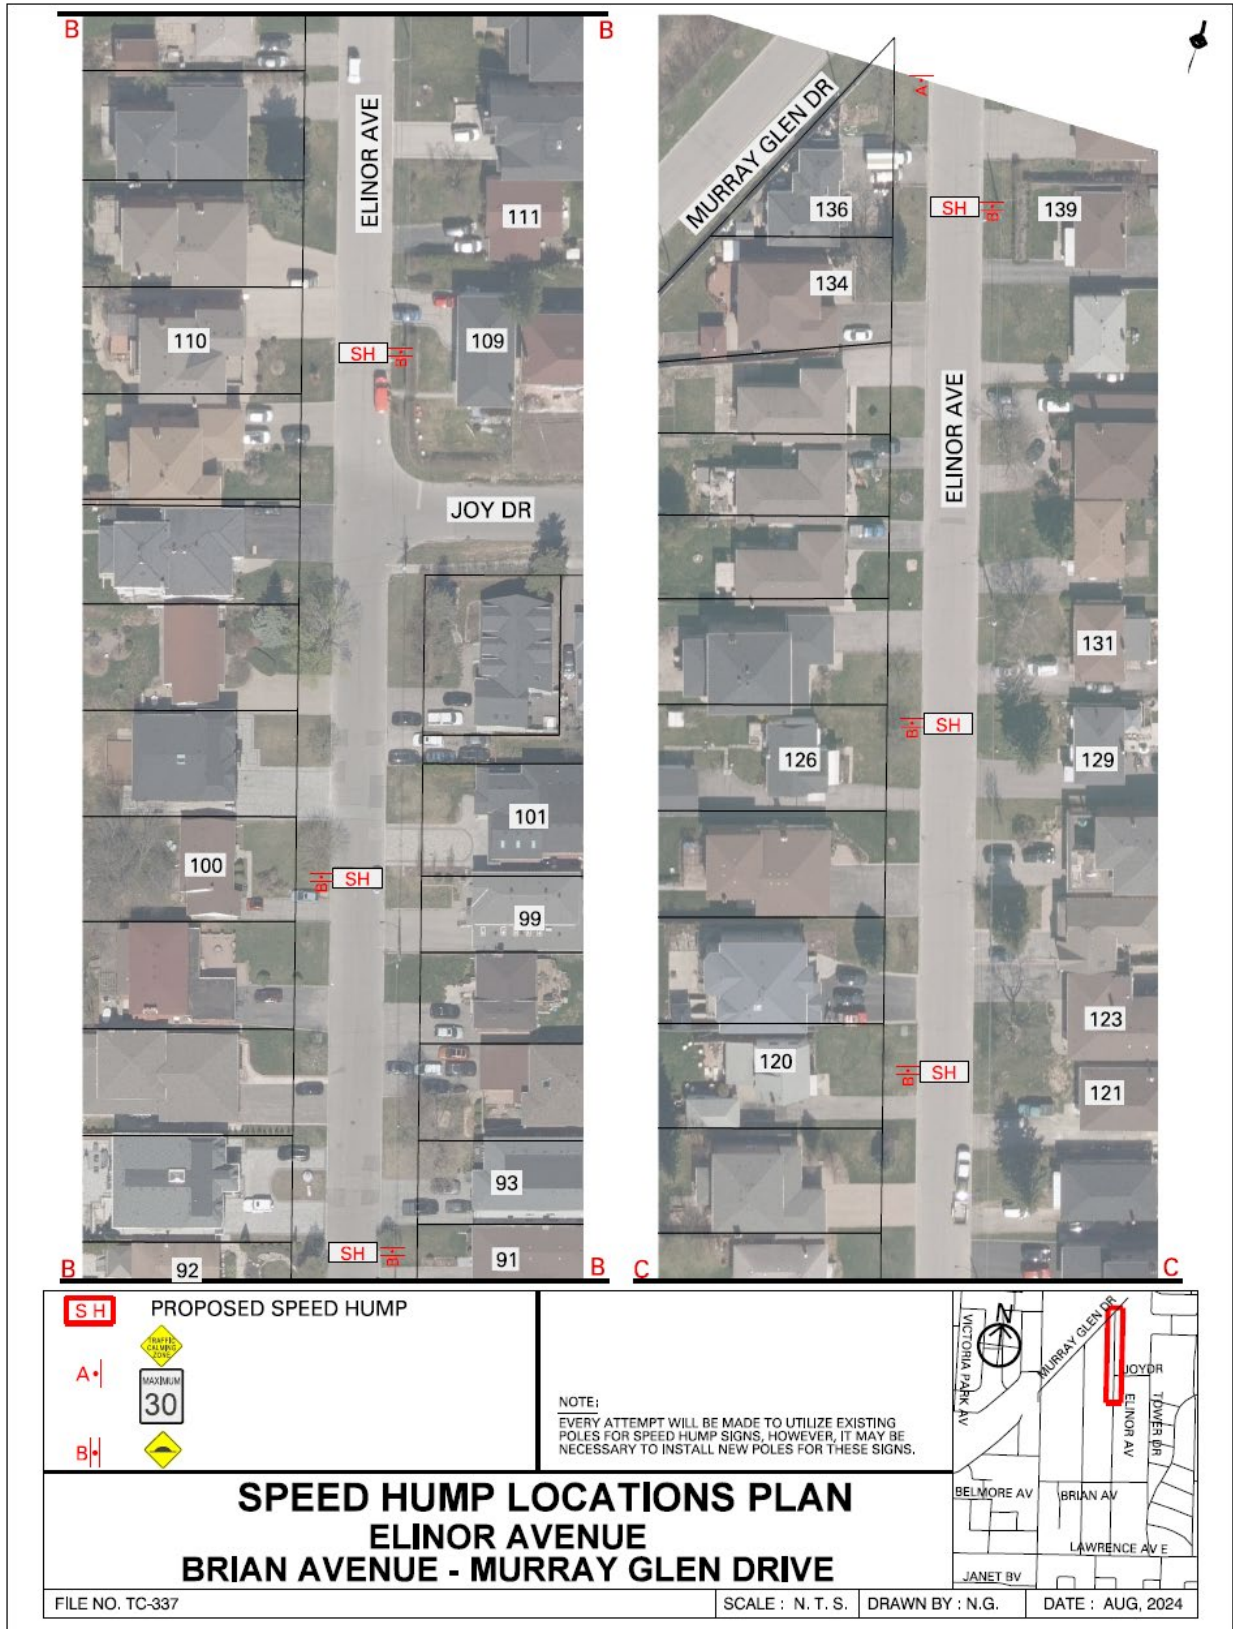 B
B
ELINOR AVE
111
110
SH
B
109
JOY DR
101
100
B
SH
99
93
SH
B
91
92
B
B
A
MURRAY GLEN DR
136
SH
B
139
134
ELINOR AVE
131
B
SH
126
129
123
120
B
SH
121
C
C
SH PROPOSED SPEED HUMP
TRAFFIC
CALMING
ZONE
A
MAXIMUM
30
B
NOTE:
EVERY ATTEMPT WILL BE MADE TO UTILIZE EXISTING
POLES FOR SPEED HUMP SIGNS, HOWEVER, IT MAY BE
NECESSARY TO INSTALL NEW POLES FOR THESE SIGNS.
N
VICTORIA PARK AV
MURRAY GLEN DR
JOYDR
ELINOR AV
TOWER DR
BELMORE AV
BRIAN AV
LAWRENCE AV E
JANET BV
SPEED HUMP LOCATIONS PLAN
ELINOR AVENUE
BRIAN AVENUE - MURRAY GLEN DRIVE
FILE NO. TC-337
SCALE : N. T. S.
DRAWN BY : N.G.
DATE : AUG, 2024